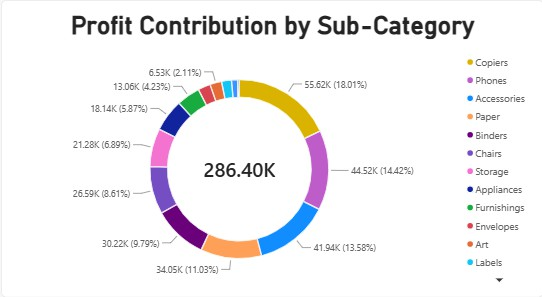 Profit Contribution by Sub-Category
6.53K (2.11%)
13.06K (4.23%)
18.14K (5.87%)
21.28K (6.89%)
26.59K (8.61%)
30.22K (9.79%)
34.05K (11.03%)
41.94K (13.58%)
44.52K (14.42%)
55.62K (18.01%)
286.40K
Copiers
Phones
Accessories
Paper
Binders
Chairs
Storage
Appliances
Furnishings
Envelopes
Art
Labels